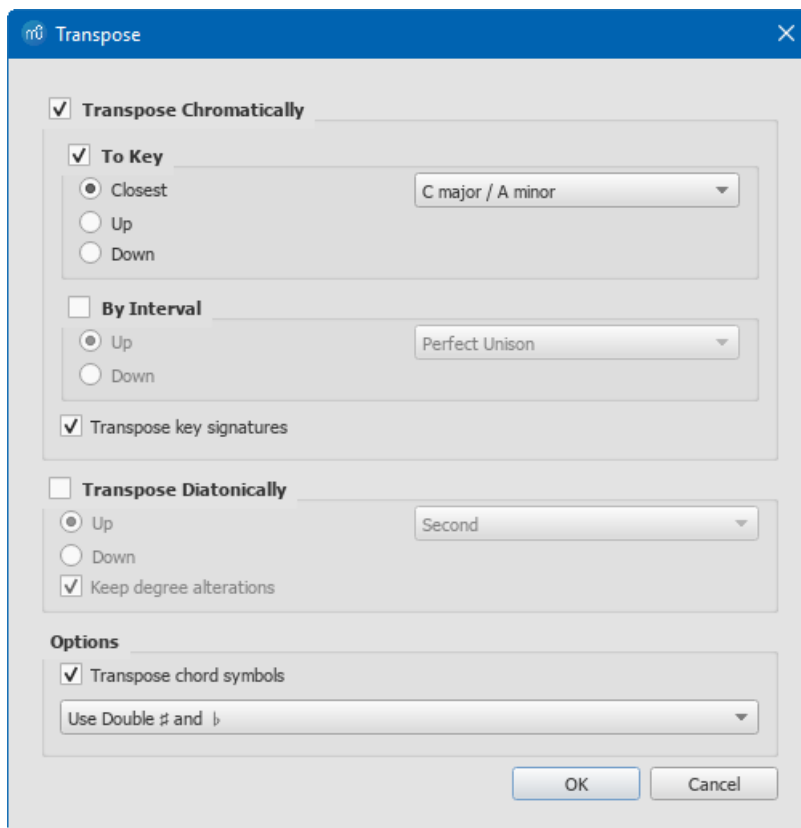 Transpose
Transpose Chromatically
To Key
Closest C major / A minor
Up
Down
By Interval
Up Perfect Unison
Down
Transpose key signatures
Transpose Diatonically
Up Second
Down
Keep degree alterations
Options
Transpose chord symbols
Use Double ♯ and ♭
OK Cancel